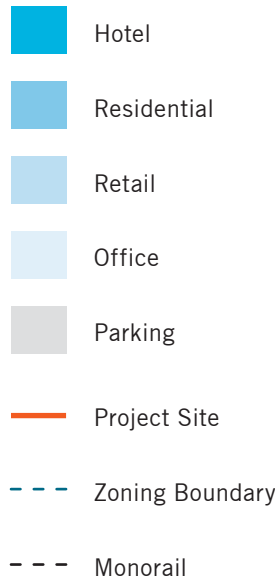 Hotel
Residential
Retail
Office
Parking
Project Site
Zoning Boundary
Monorail